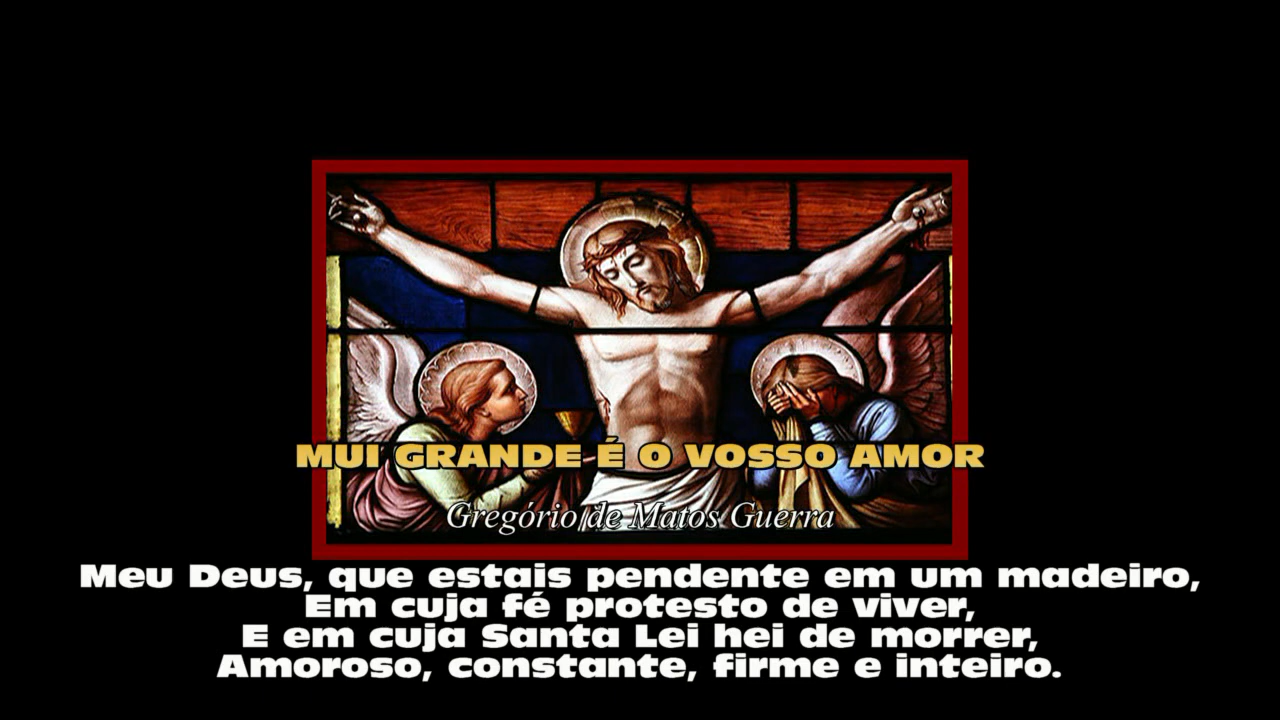 MUI GRANDE É O VOSSO AMOR
Gregório de Matos Guerra
Meu Deus, que estais pendente em um madeiro,
Em cuja fé protesto de viver,
E em cuja Santa Lei hei de morrer,
Amoroso, constante, firme e inteiro.